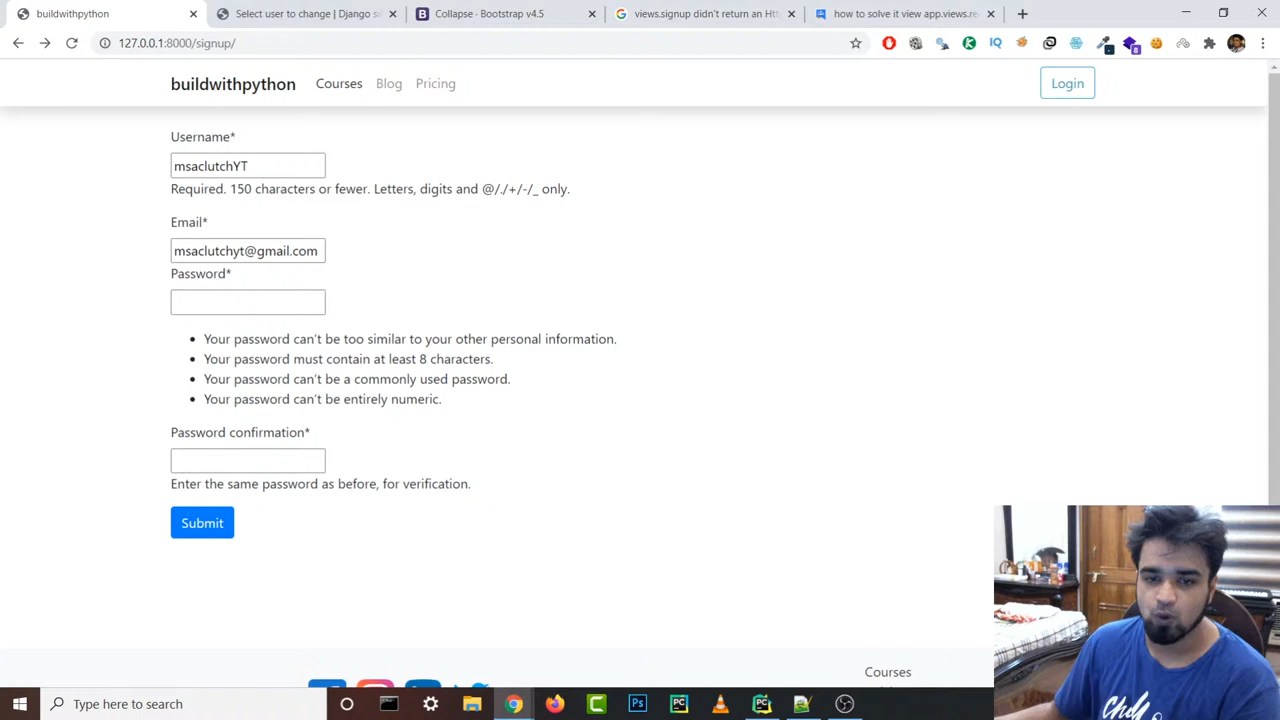 buildwithpython
Select user to change | Django si
Collapse · Bootstrap v4.5
views.signup didn't return an Htt
how to solve it view app.views.re
127.0.0.1:8000/signup/
buildwithpython Courses Blog Pricing Login
Username*
msaclutchYT
Required. 150 characters or fewer. Letters, digits and @/./+/-/_ only.
Email*
msaclutchyt@gmail.com
Password*
Your password can't be too similar to your other personal information.
Your password must contain at least 8 characters.
Your password can't be a commonly used password.
Your password can't be entirely numeric.
Password confirmation*
Enter the same password as before, for verification.
Submit
Courses
Type here to search